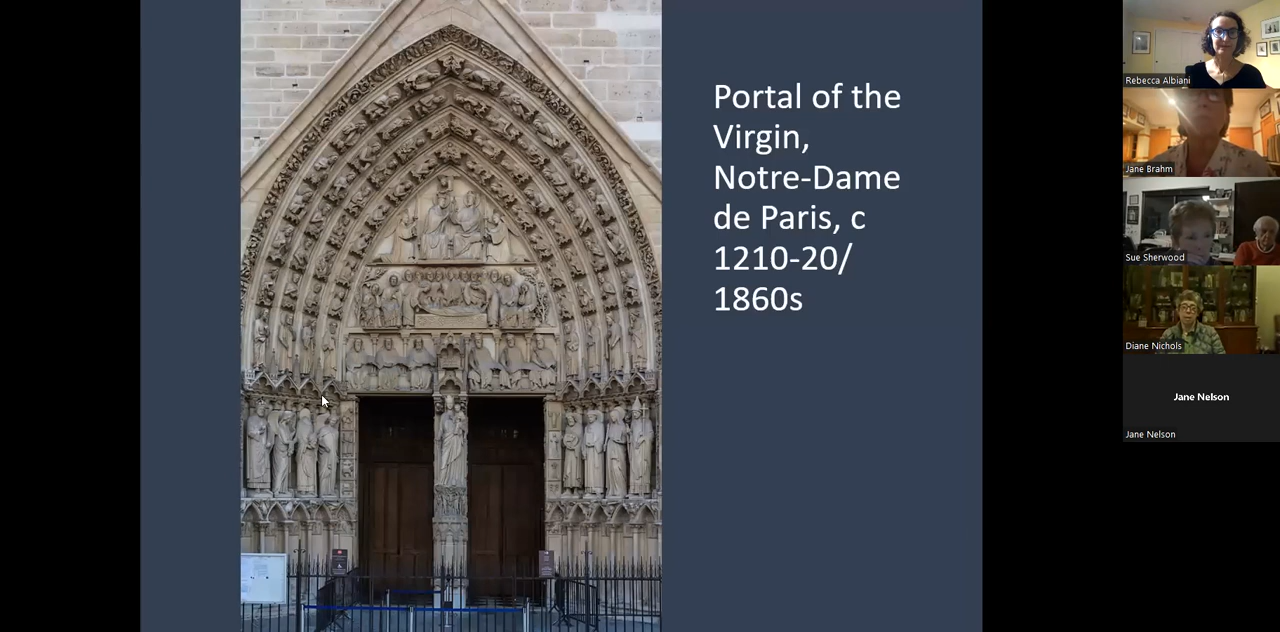 Portal of the
Virgin,
Notre-Dame
de Paris, c
1210-20/
1860s
Rebecca Albiani
Jane Brahm
Sue Sherwood
Diane Nichols
Jane Nelson
Jane Nelson